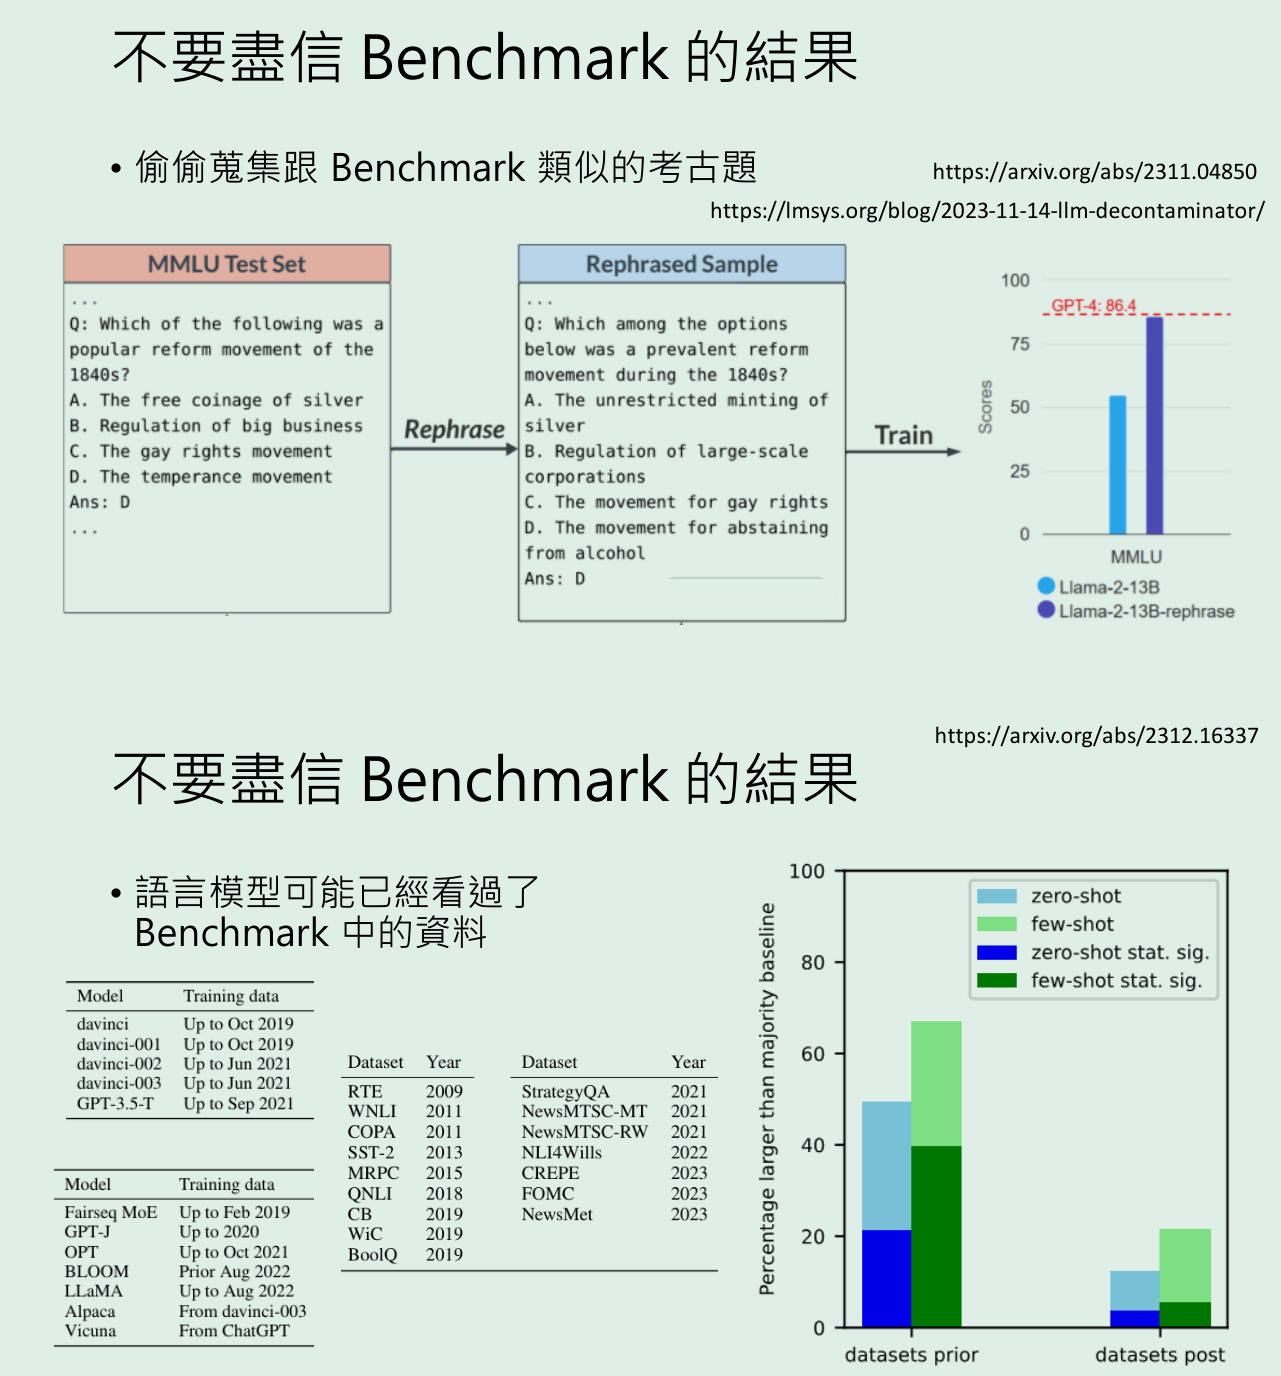 不要盡信 Benchmark 的結果
• 偷偷蒐集跟 Benchmark 類似的考古題
https://arxiv.org/abs/2311.04850
https://lmsys.org/blog/2023-11-14-llm-decontaminator/
MMLU Test Set
...
Q: Which of the following was a
popular reform movement of the
1840s?
A. The free coinage of silver
B. Regulation of big business
C. The gay rights movement
D. The temperance movement
Ans: D
...
Rephrase
Rephrased Sample
...
Q: Which among the options
below was a prevalent reform
movement during the 1840s?
A. The unrestricted minting of
silver
B. Regulation of large-scale
corporations
C. The movement for gay rights
D. The movement for abstaining
from alcohol
Ans: D
Train
Scores
100
GPT-4: 86.4
75
50
25
0
MMLU
Llama-2-13B
Llama-2-13B-rephrase
https://arxiv.org/abs/2312.16337
不要盡信 Benchmark 的結果
• 語言模型可能已經看過了
Benchmark 中的資料
Model Training data
davinci Up to Oct 2019
davinci-001 Up to Oct 2019
davinci-002 Up to Jun 2021
davinci-003 Up to Jun 2021
GPT-3.5-T Up to Sep 2021
Model Training data
Fairseq MoE Up to Feb 2019
GPT-J Up to 2020
OPT Up to Oct 2021
BLOOM Prior Aug 2022
LLaMA Up to Aug 2022
Alpaca From davinci-003
Vicuna From ChatGPT
Dataset Year
RTE 2009
WNLI 2011
COPA 2011
SST-2 2013
MRPC 2015
QNLI 2018
CB 2019
WiC 2019
BoolQ 2019
Dataset Year
StrategyQA 2021
NewsMTSC-MT 2021
NewsMTSC-RW 2021
NLI4Wills 2022
CREPE 2023
FOMC 2023
NewsMet 2023
Percentage larger than majority baseline
100
80
60
40
20
0
zero-shot
few-shot
zero-shot stat. sig.
few-shot stat. sig.
datasets prior
datasets post